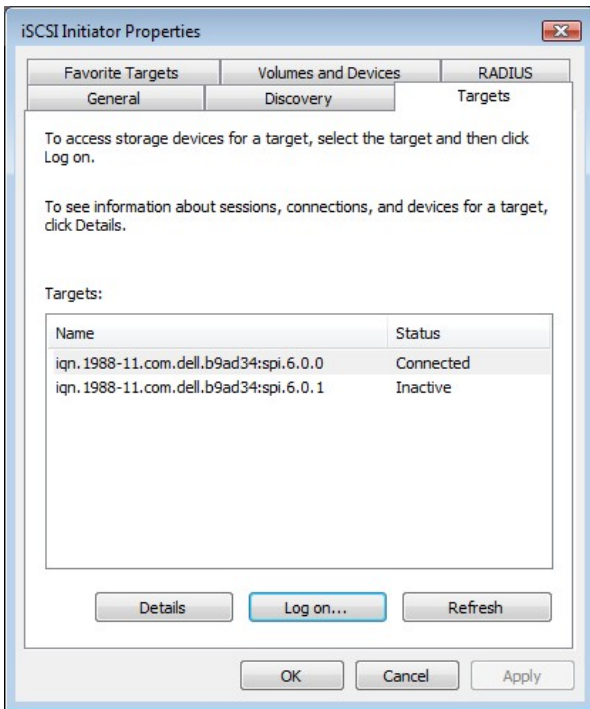 iSCSI Initiator Properties
Favorite Targets Volumes and Devices RADIUS
General Discovery Targets
To access storage devices for a target, select the target and then click
Log on.
To see information about sessions, connections, and devices for a target,
click Details.
Targets:
Name Status
iqn.1988-11.com.dell.b9ad34:spi.6.0.0 Connected
iqn.1988-11.com.dell.b9ad34:spi.6.0.1 Inactive
Details Log on... Refresh
OK Cancel Apply